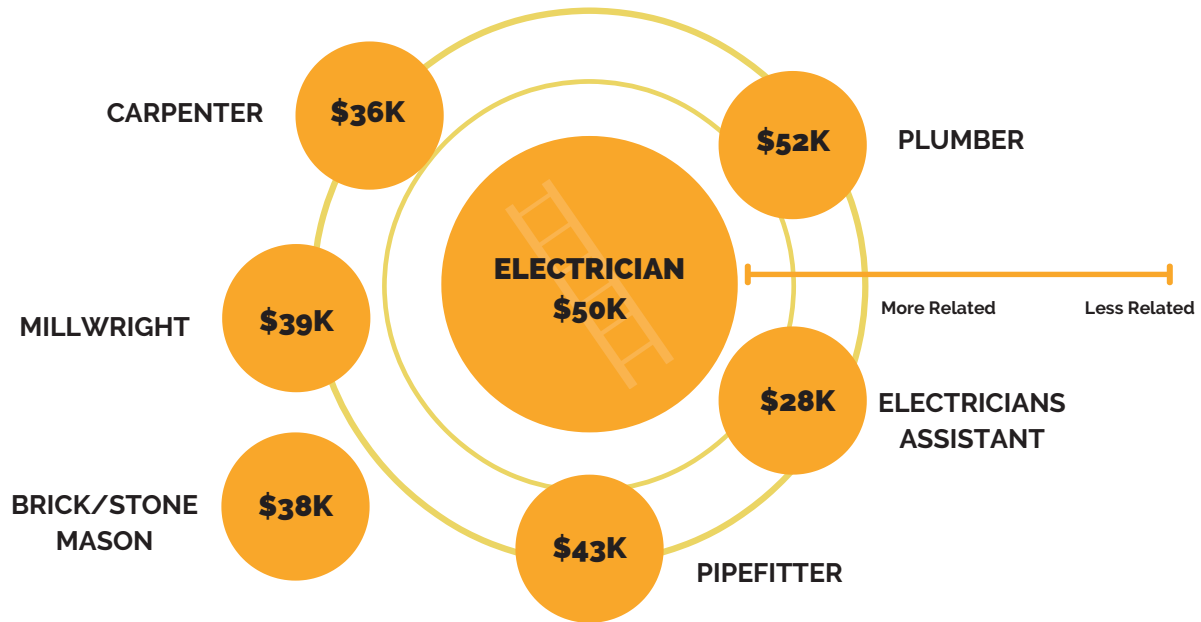 CARPENTER
$36K
$52K
PLUMBER
ELECTRICIAN
$50K
More Related
Less Related
MILLWRIGHT
$39K
$28K
ELECTRICIANS
ASSISTANT
BRICK/STONE
MASON
$38K
$43K
PIPEFITTER